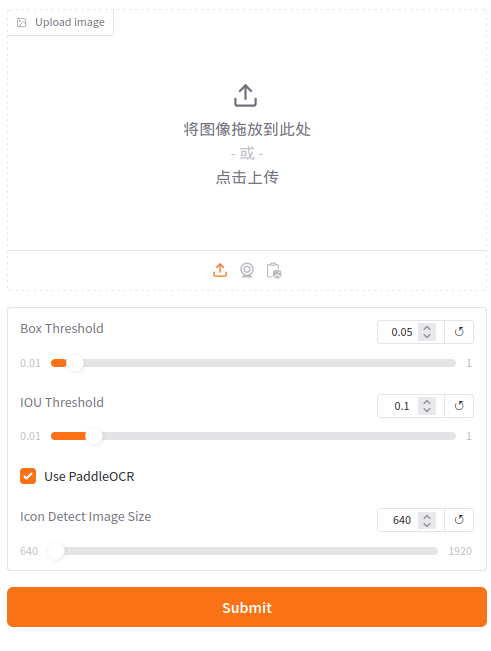 Upload image
将图像拖放到此处
- 或 -
点击上传
Box Threshold
0.05
0.01
1
IOU Threshold
0.1
0.01
1
Use PaddleOCR
Icon Detect Image Size
640
640
1920
Submit